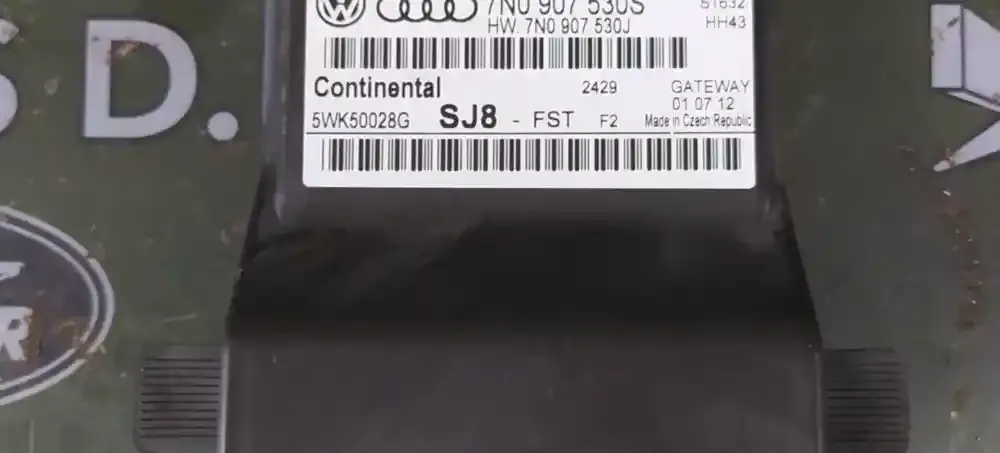 7N0 907 530S S1632
HW. 7N0 907 530J HH43
Continental 2429 GATEWAY
01 07 12
5WK50028G SJ8 - FST F2 Made in Czech Republic
S D.